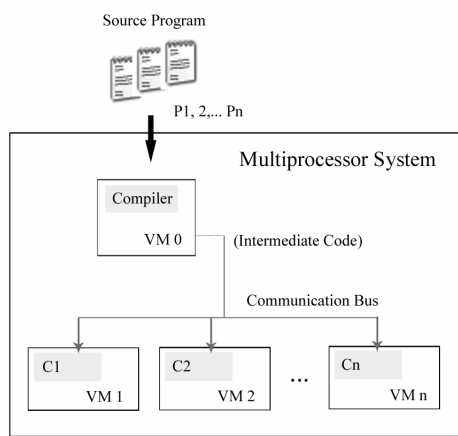 Source Program
P1, 2,... Pn
Multiprocessor System
Compiler
VM 0
(Intermediate Code)
Communication Bus
C1
VM 1
C2
VM 2
...
Cn
VM n